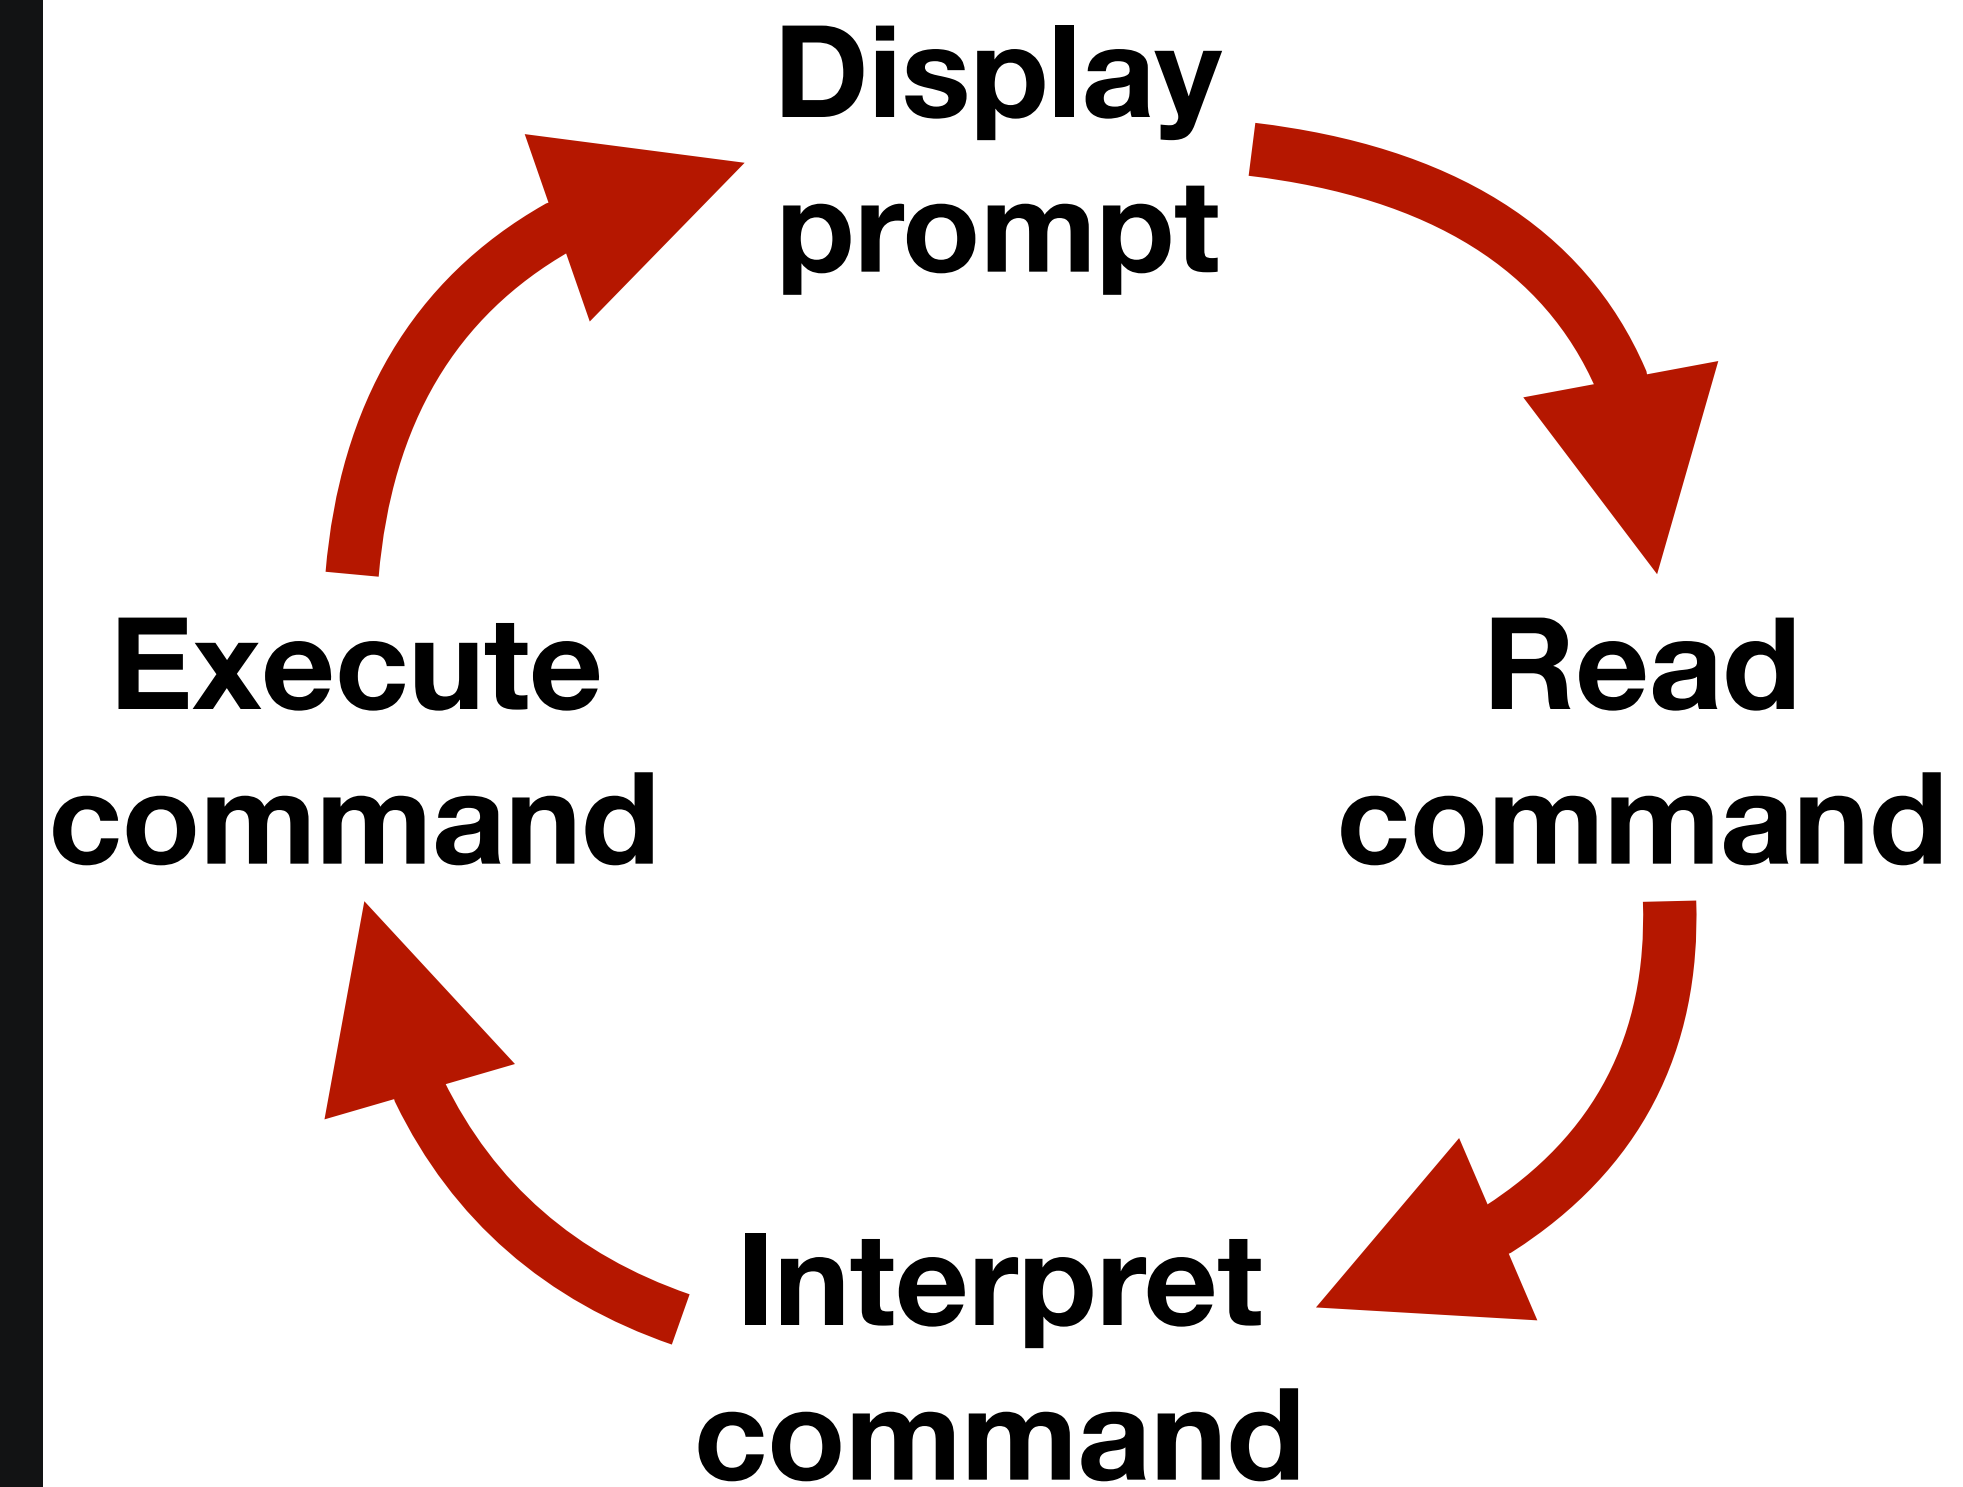 Display
prompt
Read
command
Interpret
command
Execute
command